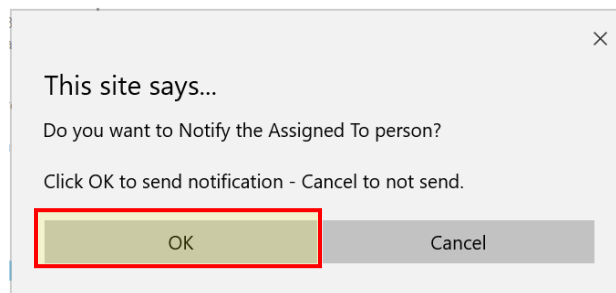 This site says...
Do you want to Notify the Assigned To person?
Click OK to send notification - Cancel to not send.
OK
Cancel